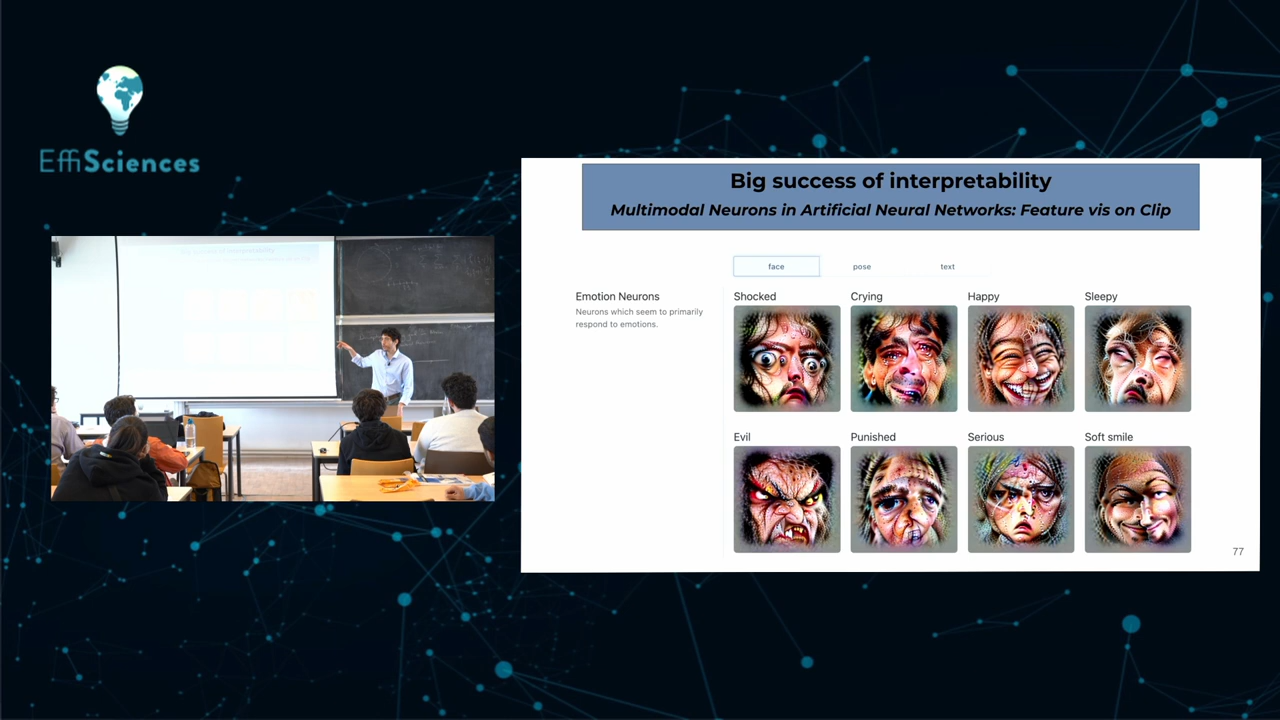 EffiSciences
Big success of interpretability
Multimodal Neurons in Artificial Neural Networks: Feature vis on Clip
face pose text
Emotion Neurons
Neurons which seem to primarily
respond to emotions.
Shocked Crying Happy Sleepy
Evil Punished Serious Soft smile
77